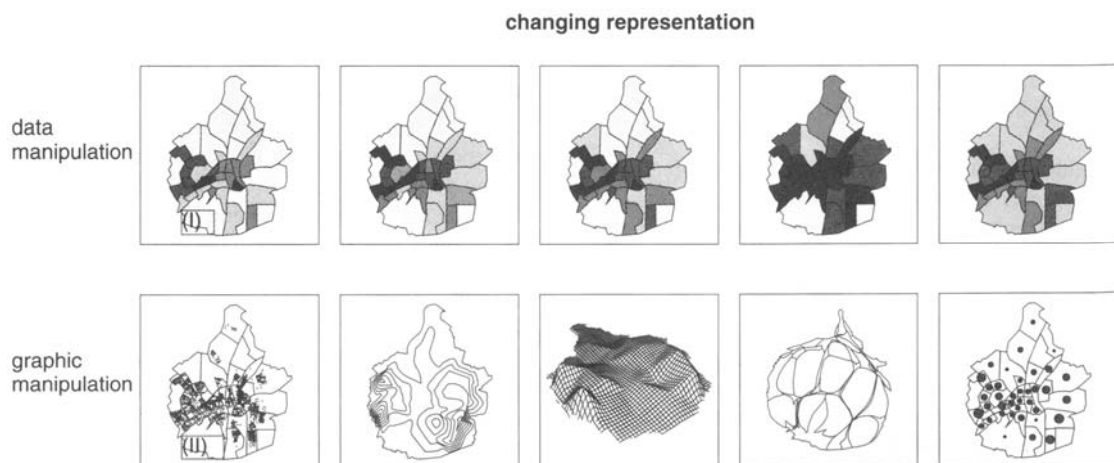 changing representation
data
manipulation
(I)
graphic
manipulation
(II)